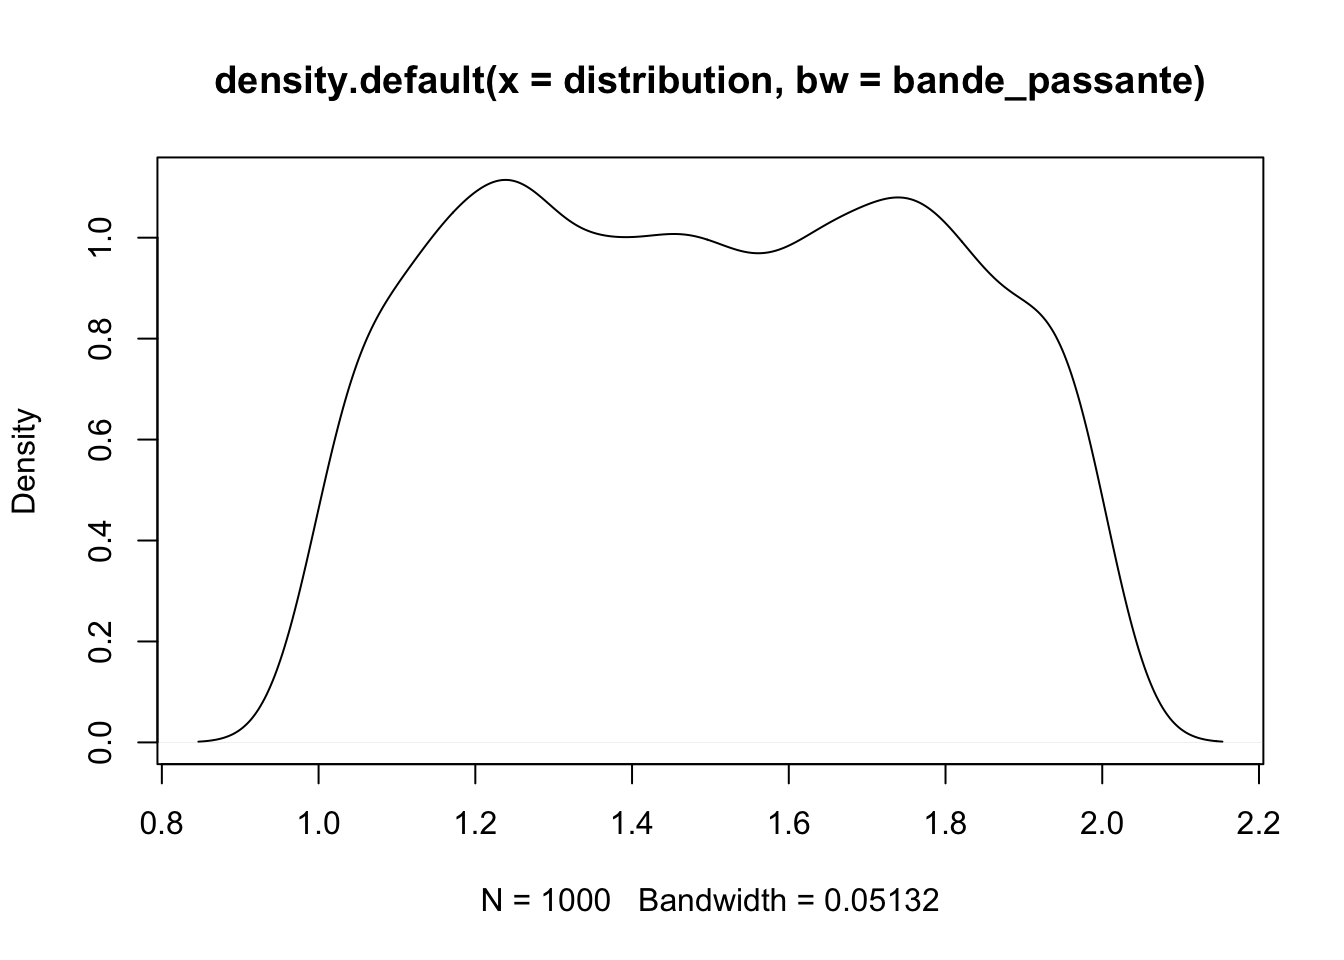 density.default(x = distribution, bw = bande_passante)
Density
1.0
0.8
0.6
0.4
0.2
0.0
0.8 1.0 1.2 1.4 1.6 1.8 2.0 2.2
N = 1000 Bandwidth = 0.05132